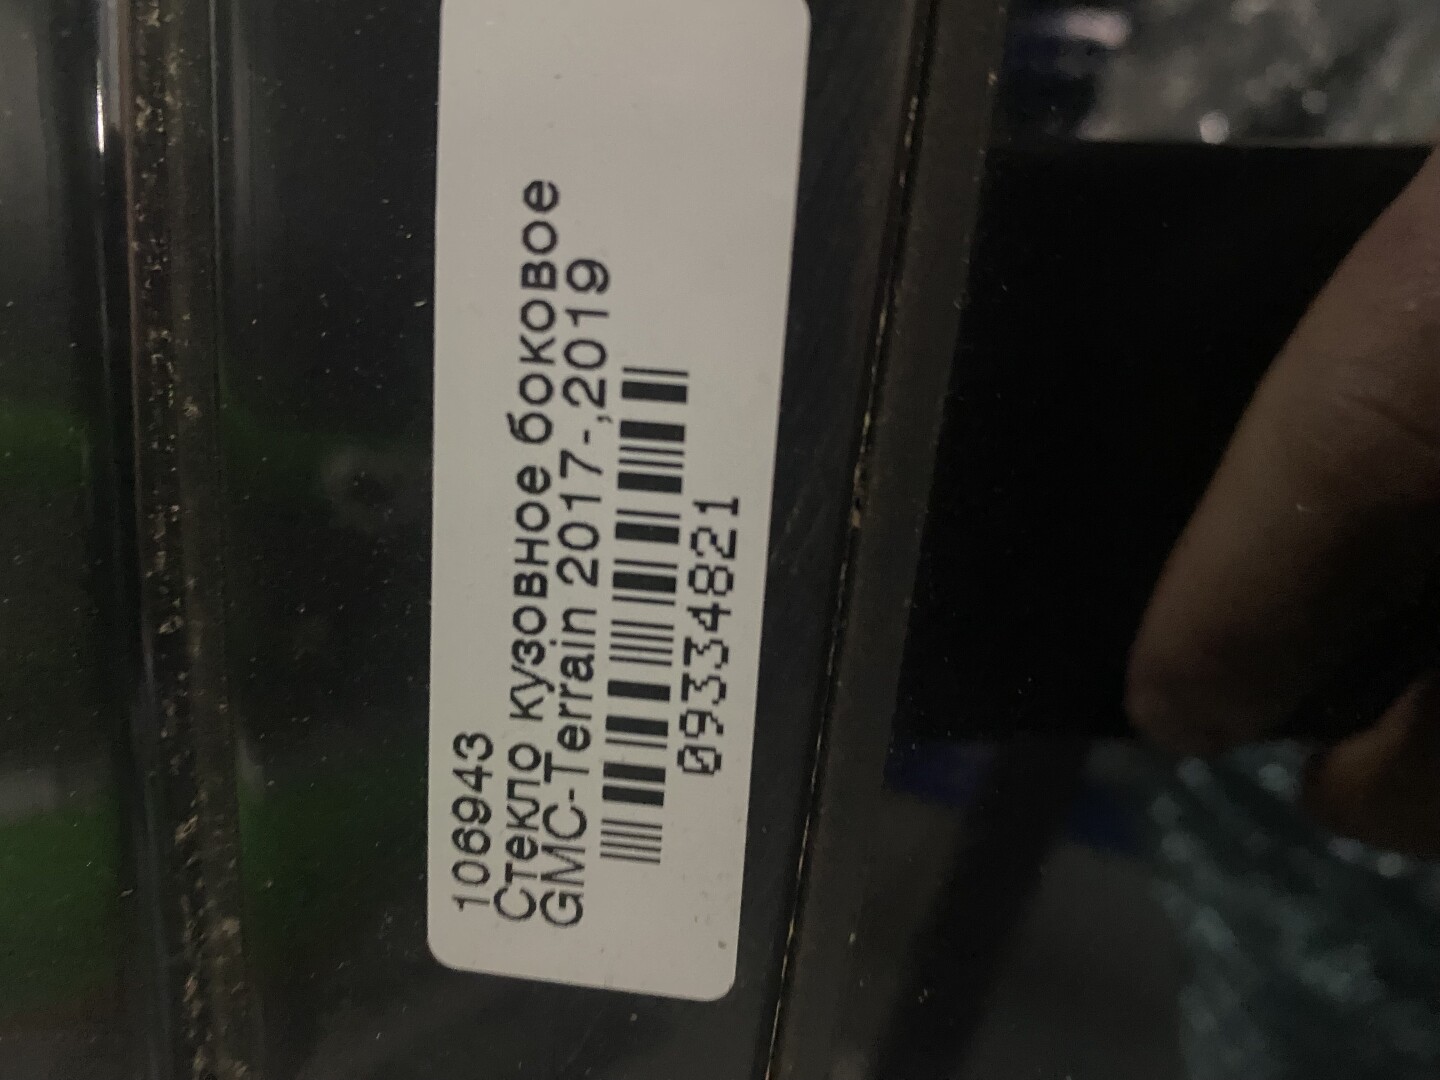 106943
Стекло кузовное боковое
GMC-Terrain 2017-,2019
09334821